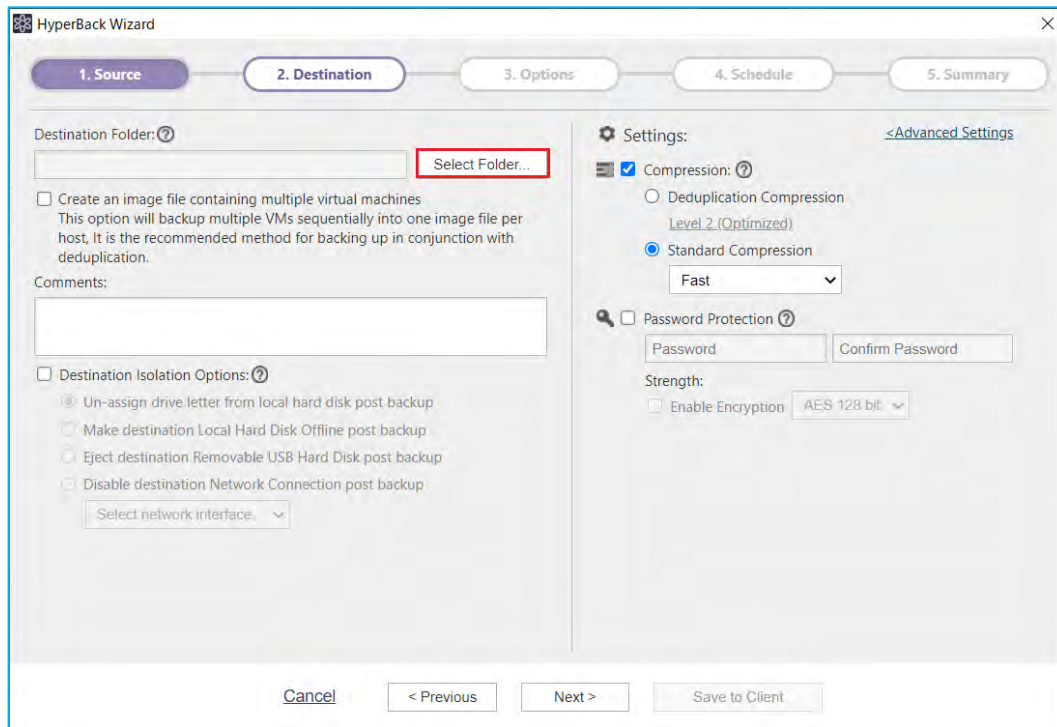 HyperBack Wizard
1. Source
2. Destination
3. Options
4. Schedule
5. Summary
Destination Folder:
Select Folder...
Create an image file containing multiple virtual machines
This option will backup multiple VMs sequentially into one image file per
host, It is the recommended method for backing up in conjunction with
deduplication.
Comments:
Destination Isolation Options:
Un-assign drive letter from local hard disk post backup
Make destination Local Hard Disk Offline post backup
Eject destination Removable USB Hard Disk post backup
Disable destination Network Connection post backup
Select network interface.
Settings:
<Advanced Settings
Compression:
Deduplication Compression
Level 2 (Optimized)
Standard Compression
Fast
Password Protection
Password
Confirm Password
Strength:
Enable Encryption
AES 128 bit
Cancel
< Previous
Next >
Save to Client